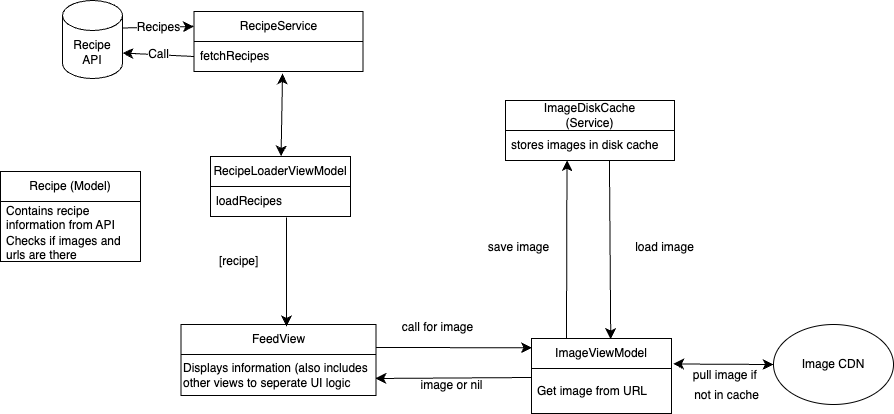 Recipe
API
Recipes
Call
RecipeService
fetchRecipes
ImageDiskCache
(Service)
stores images in disk cache
RecipeLoaderViewModel
loadRecipes
Recipe (Model)
Contains recipe
information from API
Checks if images and
urls are there
[recipe]
save image
load image
FeedView
Displays information (also includes
other views to seperate UI logic
call for image
image or nil
ImageViewModel
Get image from URL
pull image if
not in cache
Image CDN